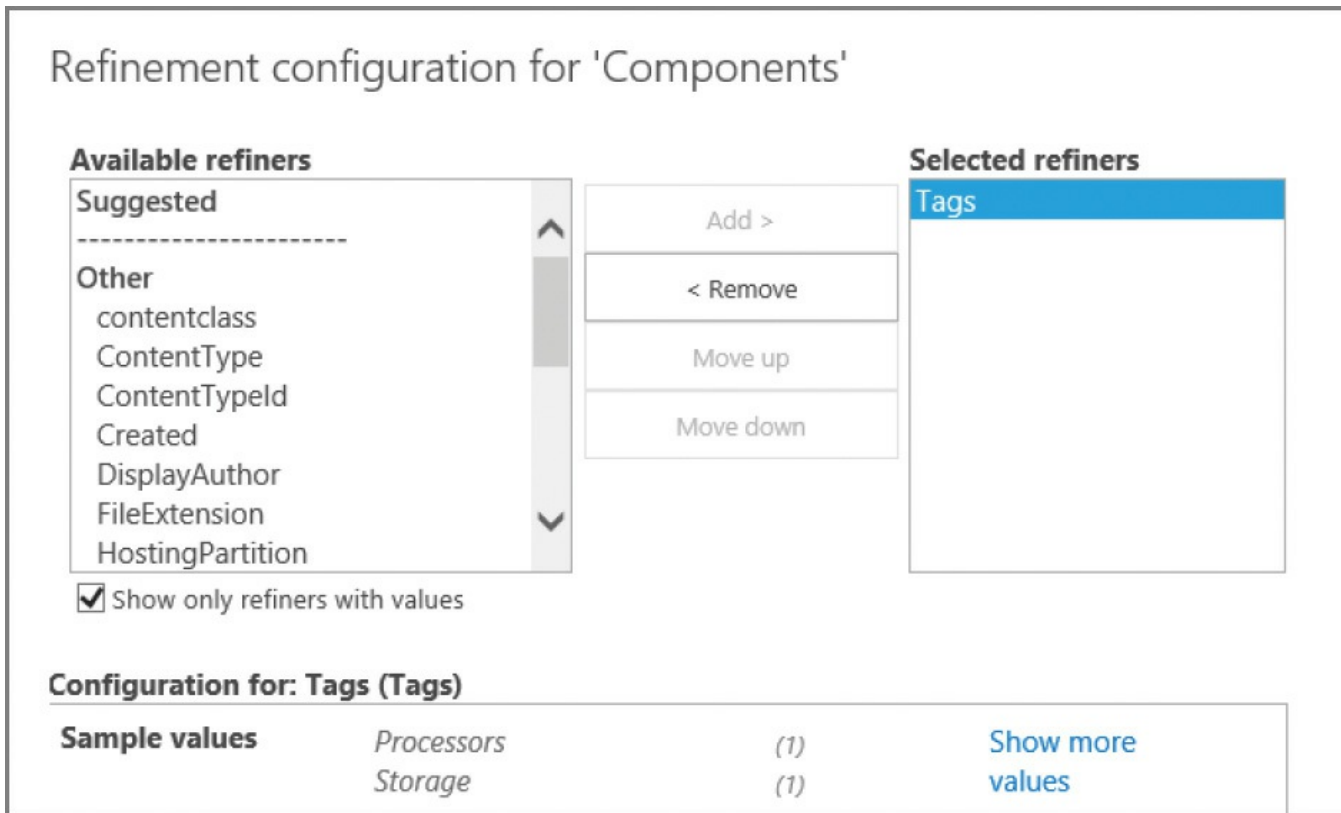 Refinement configuration for 'Components'
Available refiners
Selected refiners
Suggested
-----------------------
Other
contentclass
ContentType
ContentTypeId
Created
DisplayAuthor
FileExtension
HostingPartition
Add >
< Remove
Move up
Move down
Tags
Show only refiners with values
Configuration for: Tags (Tags)
Sample values
Processors (1)
Storage (1)
Show more
values